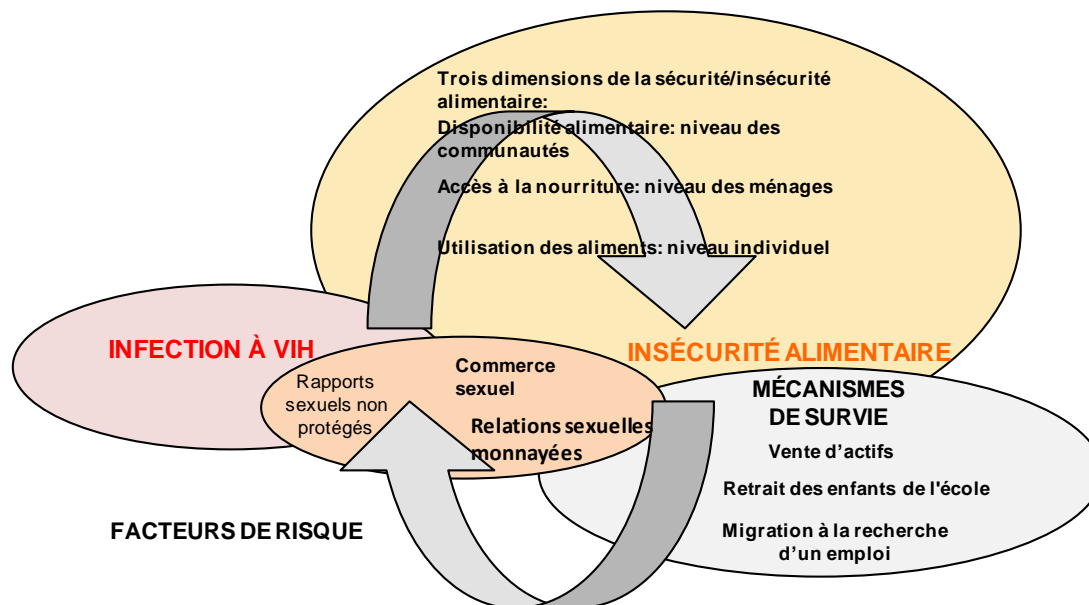 Trois dimensions de la sécurité/insécurité
alimentaire:
Disponibilité alimentaire: niveau des
communautés
Accès à la nourriture: niveau des ménages
Utilisation des aliments: niveau individuel
INFECTION À VIH
INSÉCURITÉ ALIMENTAIRE
Rapports
sexuels non
protégés
Commerce
sexuel
Relations sexuelles
monnayées
MÉCANISMES
DE SURVIE
Vente d’actifs
Retrait des enfants de l'école
Migration à la recherche
d’un emploi
FACTEURS DE RISQUE